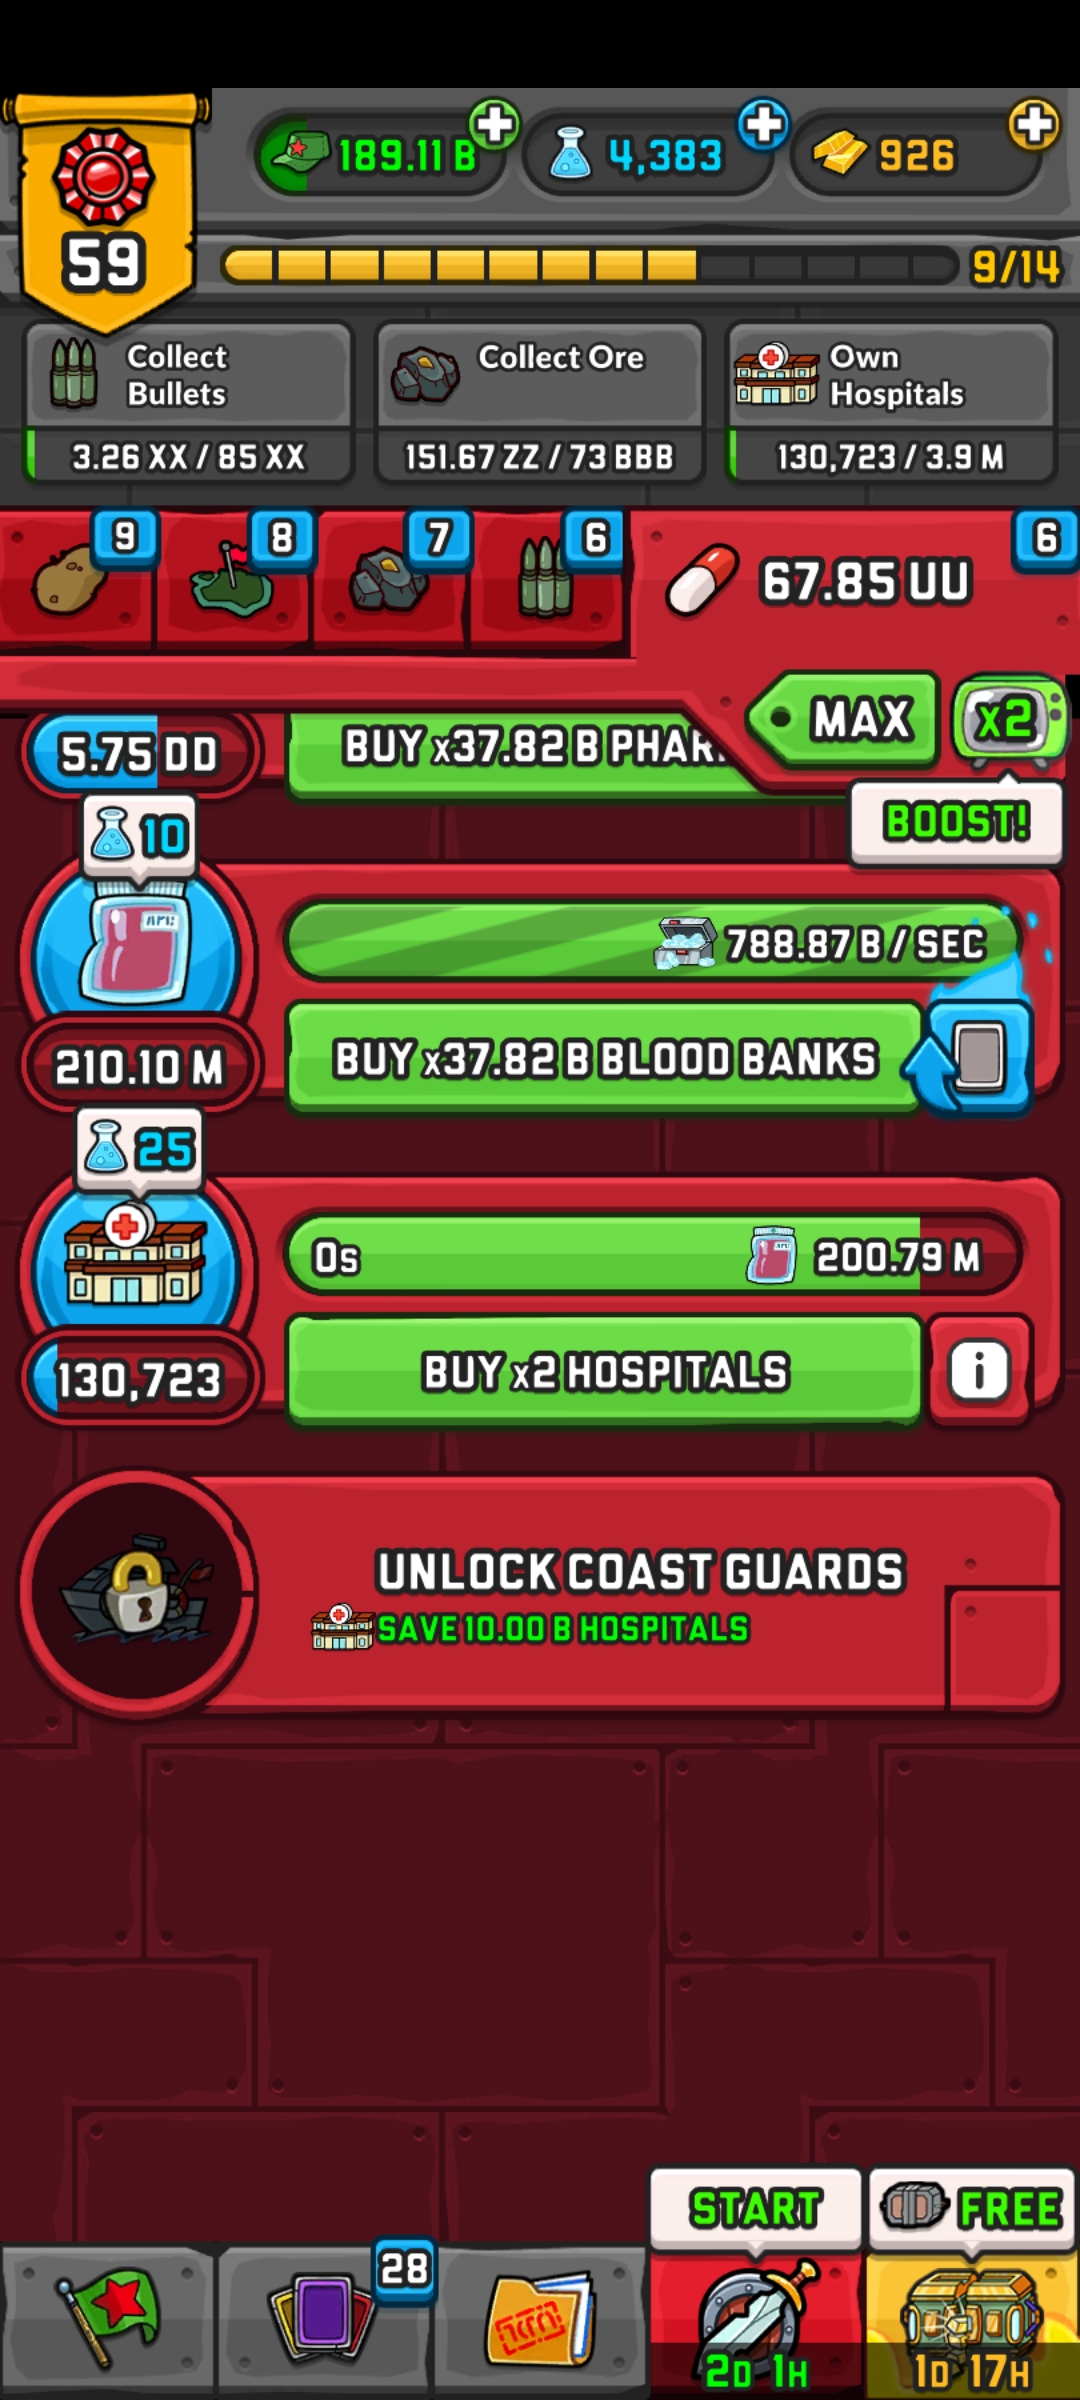 59
189.11 B
4,383
926
9/14
Collect
Bullets
3.26 XX / 85 XX
Collect Ore
151.67 ZZ / 73 BBB
Own
Hospitals
130,723 / 3.9 M
9
8
7
6
67.85 UU
6
MAX
x2
BOOST!
5.75 DD
BUY x37.82 B PHAR
10
788.87 B / SEC
210.10 M
BUY x37.82 B BLOOD BANKS
25
0s
200.79 M
130,723
BUY x2 HOSPITALS
i
UNLOCK COAST GUARDS
SAVE 10.00 B HOSPITALS
START
FREE
28
2D 1H
1D 17H